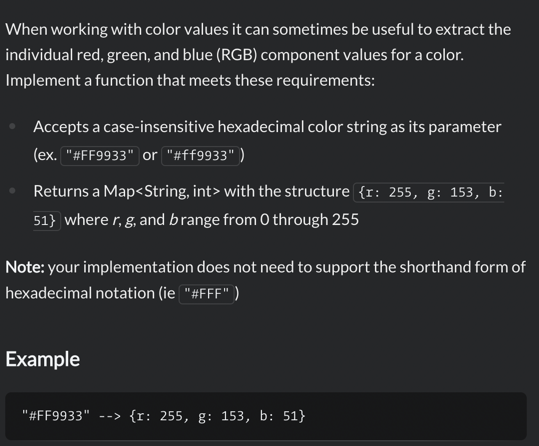 When working with color values it can sometimes be useful to extract the
individual red, green, and blue (RGB) component values for a color.
Implement a function that meets these requirements:
Accepts a case-insensitive hexadecimal color string as its parameter
(ex. "#FF9933" or "#ff9933" )
Returns a Map<String, int> with the structure {r: 255, g: 153, b:
51} where r, g, and b range from 0 through 255
Note: your implementation does not need to support the shorthand form of
hexadecimal notation (ie "#FFF" )
Example
"#FF9933" --> {r: 255, g: 153, b: 51}